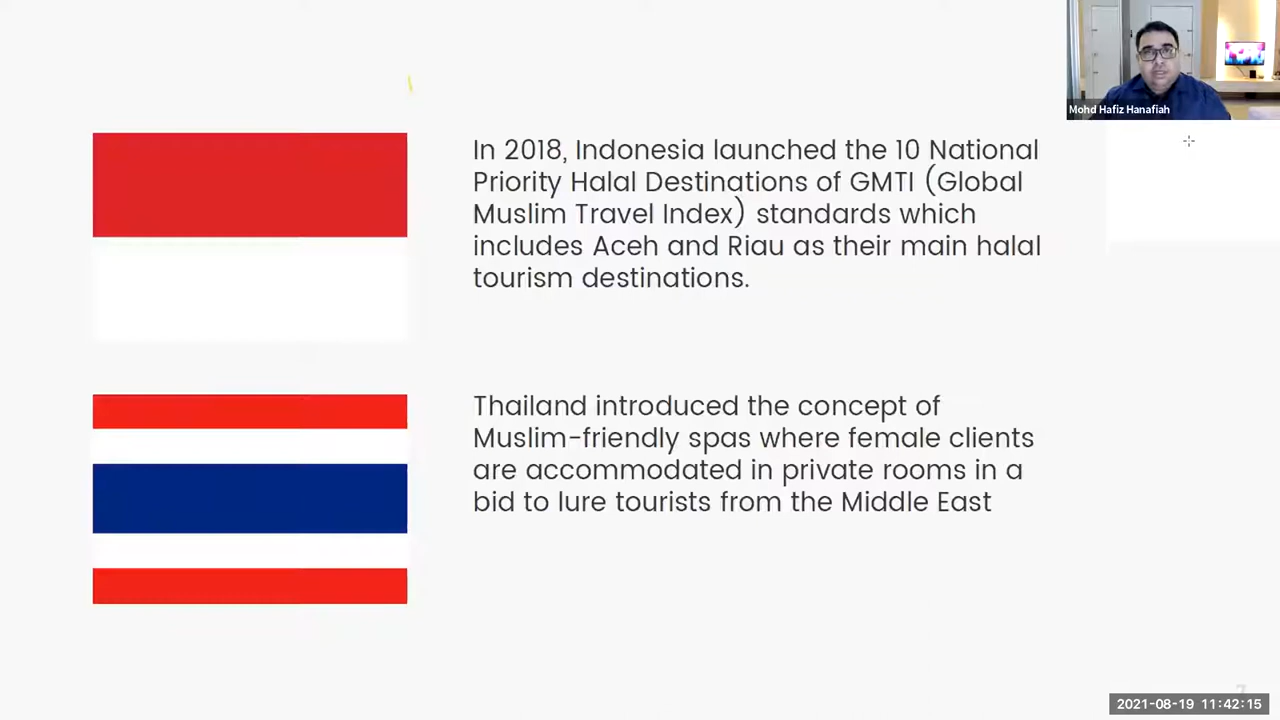 Mohd Hafiz Hanafiah
In 2018, Indonesia launched the 10 National
Priority Halal Destinations of GMTI (Global
Muslim Travel Index) standards which
includes Aceh and Riau as their main halal
tourism destinations.
Thailand introduced the concept of
Muslim-friendly spas where female clients
are accommodated in private rooms in a
bid to lure tourists from the Middle East
7
2021-08-19 11:42:15